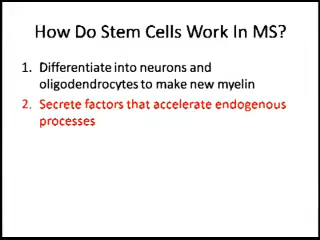 How Do Stem Cells Work In MS?
1. Differentiate into neurons and
oligodendrocytes to make new myelin
2. Secrete factors that accelerate endogenous
processes